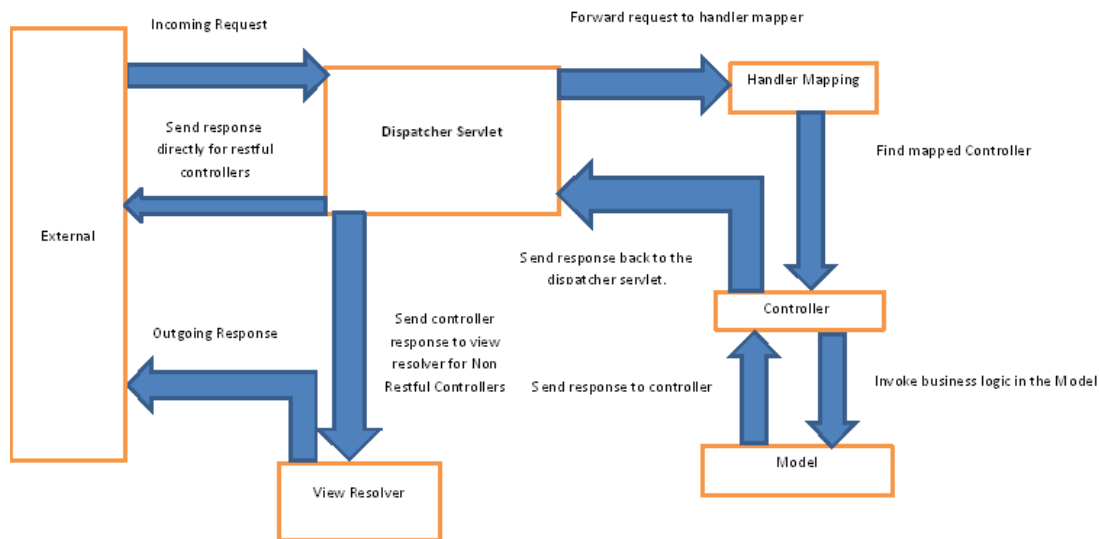 Incoming Request
Forward request to handler mapper
Handler Mapping
Dispatcher Servlet
Send response
directly for restful
controllers
Find mapped Controller
External
Send response back to the
dispatcher servlet.
Controller
Outgoing Response
Send controller
response to view
resolver for Non
Restful Controllers
Send response to controller
Invoke business logic in the Model
Model
View Resolver